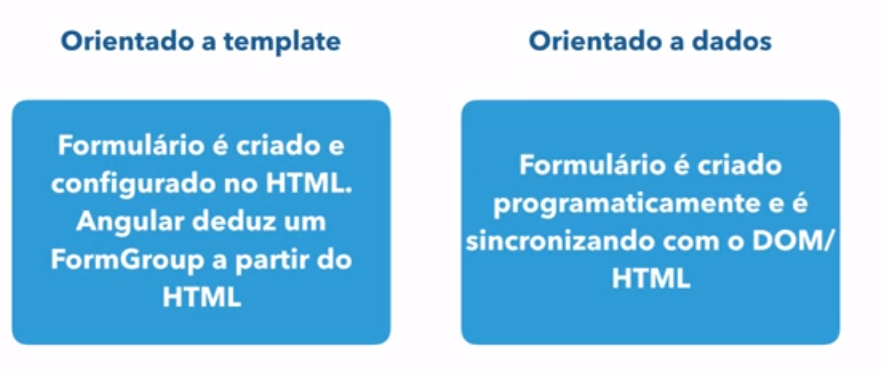 Orientado a template
Formulário é criado e
configurado no HTML.
Angular deduz um
FormGroup a partir do
HTML
Orientado a dados
Formulário é criado
programaticamente e é
sincronizando com o DOM/
HTML